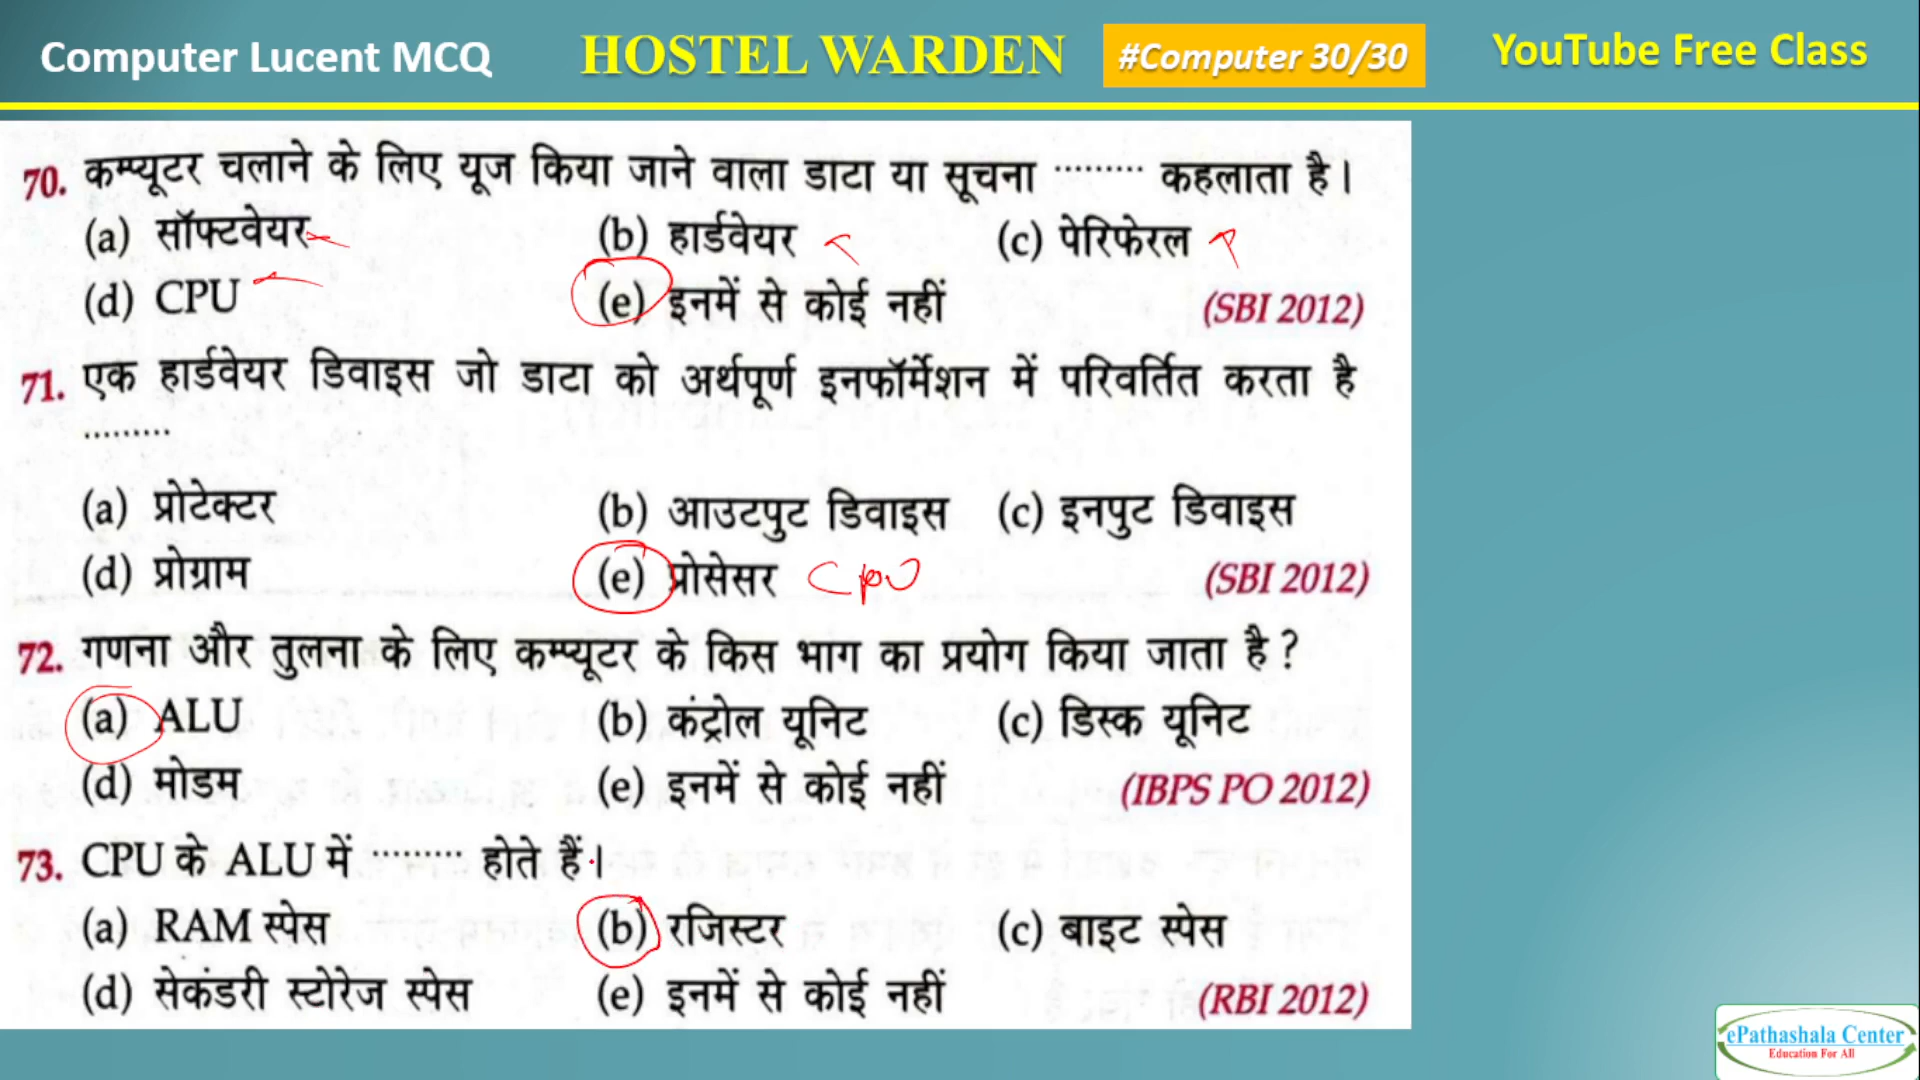 Computer Lucent MCQ HOSTEL WARDEN #Computer 30/30 YouTube Free Class
70. कम्प्यूटर चलाने के लिए यूज किया जाने वाला डाटा या सूचना ......... कहलाता है।
(a) सॉफ्टवेयर (b) हार्डवेयर (c) पेरिफेरल
(d) CPU (e) इनमें से कोई नहीं (SBI 2012)
71. एक हार्डवेयर डिवाइस जो डाटा को अर्थपूर्ण इनफॉर्मेशन में परिवर्तित करता है
.........
(a) प्रोटेक्टर (b) आउटपुट डिवाइस (c) इनपुट डिवाइस
(d) प्रोग्राम (e) प्रोसेसर CPU (SBI 2012)
72. गणना और तुलना के लिए कम्प्यूटर के किस भाग का प्रयोग किया जाता है ?
(a) ALU (b) कंट्रोल यूनिट (c) डिस्क यूनिट
(d) मोडम (e) इनमें से कोई नहीं (IBPS PO 2012)
73. CPU के ALU में ......... होते हैं।
(a) RAM स्पेस (b) रजिस्टर (c) बाइट स्पेस
(d) सेकंडरी स्टोरेज स्पेस (e) इनमें से कोई नहीं (RBI 2012)
ePathashala Center
Education For All